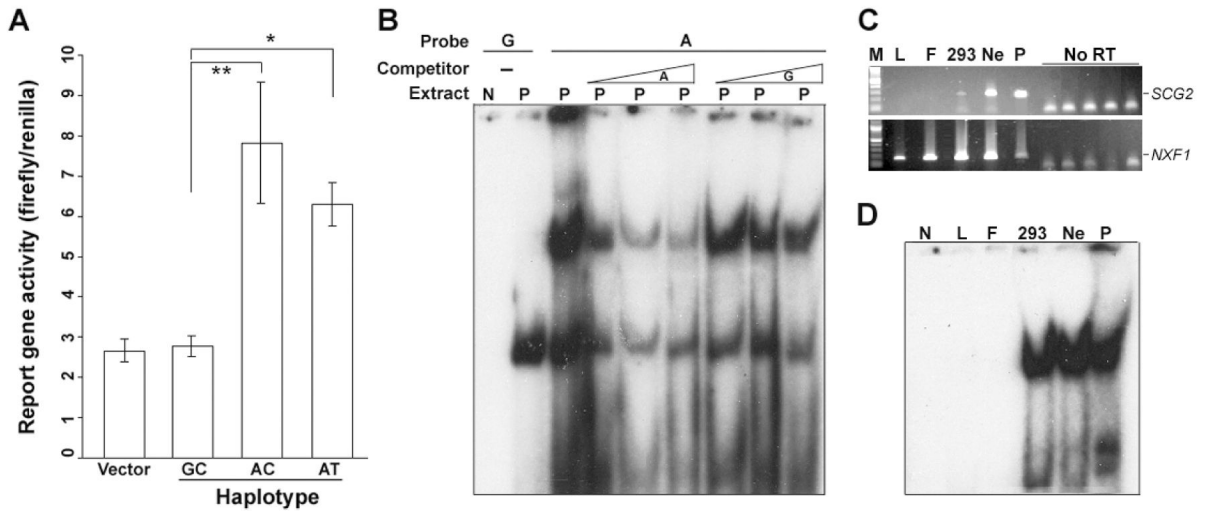 A
Report gene activity (firefly/renilla)
10
9
8
7
6
5
4
3
2
1
0
*
**
Vector GC AC AT
Haplotype
B
Probe G A
Competitor – A G
Extract N P P P P P P P P
C
M L F 293 Ne P No RT
SCG2
NXF1
D
N L F 293 Ne P